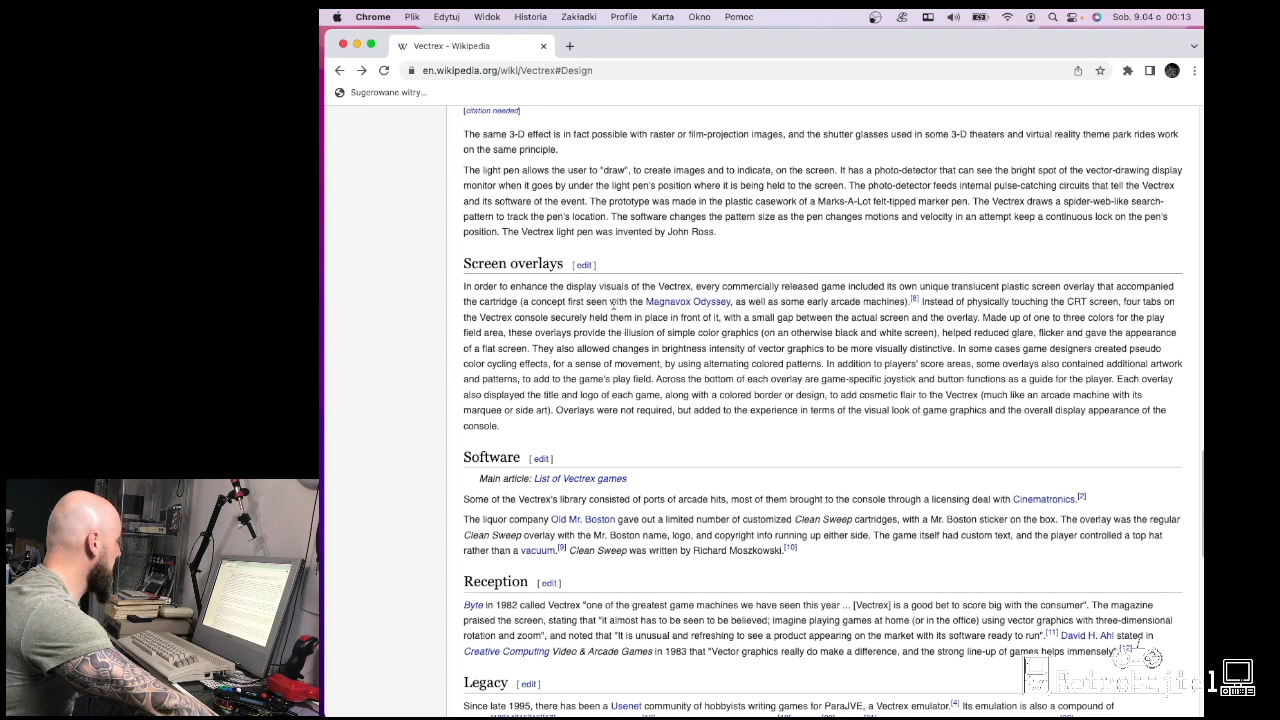 Chrome Plik Edytuj Widok Historia Zakładki Profile Karta Okno Pomoc Sob. 9.04 o 00:13
W Vectrex - Wikipedia
en.wikipedia.org/wiki/Vectrex#Design
Sugerowane witry...
[citation needed]
The same 3-D effect is in fact possible with raster or film-projection images, and the shutter glasses used in some 3-D theaters and virtual reality theme park rides work
on the same principle.
The light pen allows the user to "draw", to create images and to indicate, on the screen. It has a photo-detector that can see the bright spot of the vector-drawing display
monitor when it goes by under the light pen's position where it is being held to the screen. The photo-detector feeds internal pulse-catching circuits that tell the Vectrex
and its software of the event. The prototype was made in the plastic casework of a Marks-A-Lot felt-tipped marker pen. The Vectrex draws a spider-web-like search-
pattern to track the pen's location. The software changes the pattern size as the pen changes motions and velocity in an attempt keep a continuous lock on the pen's
position. The Vectrex light pen was invented by John Ross.
Screen overlays [ edit ]
In order to enhance the display visuals of the Vectrex, every commercially released game included its own unique translucent plastic screen overlay that accompanied
the cartridge (a concept first seen with the Magnavox Odyssey, as well as some early arcade machines).[8] Instead of physically touching the CRT screen, four tabs on
the Vectrex console securely held them in place in front of it, with a small gap between the actual screen and the overlay. Made up of one to three colors for the play
field area, these overlays provide the illusion of simple color graphics (on an otherwise black and white screen), helped reduced glare, flicker and gave the appearance
of a flat screen. They also allowed changes in brightness intensity of vector graphics to be more visually distinctive. In some cases game designers created pseudo
color cycling effects, for a sense of movement, by using alternating colored patterns. In addition to players' score areas, some overlays also contained additional artwork
and patterns, to add to the game's play field. Across the bottom of each overlay are game-specific joystick and button functions as a guide for the player. Each overlay
also displayed the title and logo of each game, along with a colored border or design, to add cosmetic flair to the Vectrex (much like an arcade machine with its
marquee or side art). Overlays were not required, but added to the experience in terms of the visual look of game graphics and the overall display appearance of the
console.
Software [ edit ]
Main article: List of Vectrex games
Some of the Vectrex's library consisted of ports of arcade hits, most of them brought to the console through a licensing deal with Cinematronics.[2]
The liquor company Old Mr. Boston gave out a limited number of customized Clean Sweep cartridges, with a Mr. Boston sticker on the box. The overlay was the regular
Clean Sweep overlay with the Mr. Boston name, logo, and copyright info running up either side. The game itself had custom text, and the player controlled a top hat
rather than a vacuum.[9] Clean Sweep was written by Richard Moszkowski.[10]
Reception [ edit ]
Byte in 1982 called Vectrex "one of the greatest game machines we have seen this year ... [Vectrex] is a good bet to score big with the consumer". The magazine
praised the screen, stating that "it almost has to be seen to be believed; imagine playing games at home (or in the office) using vector graphics with three-dimensional
rotation and zoom", and noted that "It is unusual and refreshing to see a product appearing on the market with its software ready to run".[11] David H. Ahl stated in
Creative Computing Video & Arcade Games in 1983 that "Vector graphics really do make a difference, and the strong line-up of games helps immensely".[12]
Legacy [ edit ]
Since late 1995, there has been a Usenet community of hobbyists writing games for ParaJVE, a Vectrex emulator.[4] Its emulation is a compound of